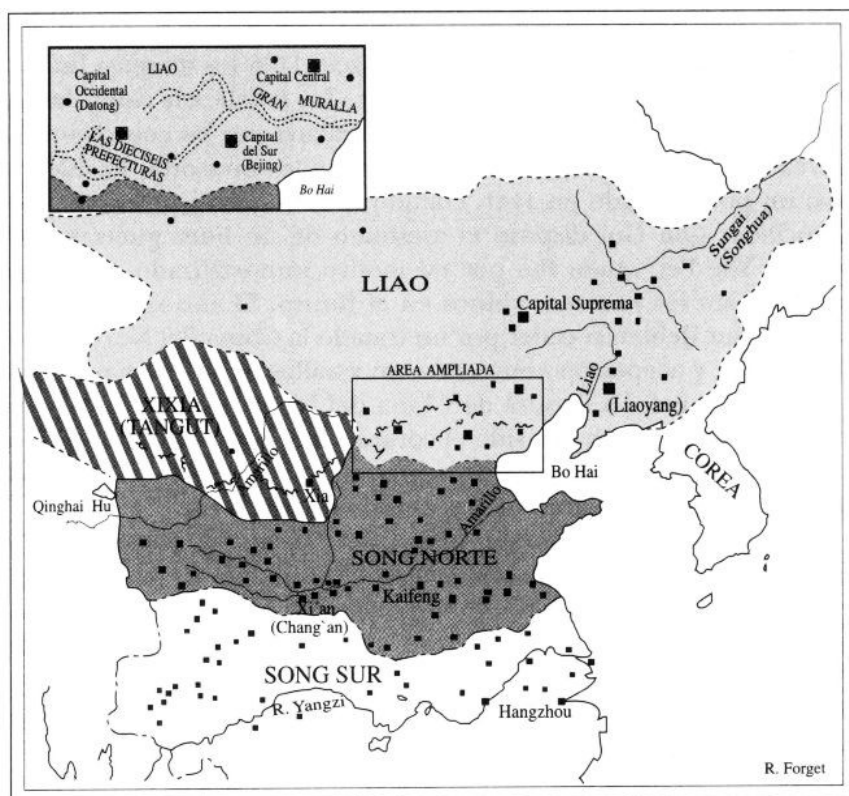 LIAO
Capital Central
Capital
Occidental
(Datong)
GRAN MURALLA
LAS DIECISEIS
PREFECTURAS
Capital
del Sur
(Bejing)
Bo Hai
Sungai
(Songhua)
LIAO
Capital Suprema
AREA AMPLIADA
Liao
(Liaoyang)
XIXIA
(TANGUT)
Amarillo
Xia
Bo Hai
COREA
Qinghai Hu
Amarillo
SONG NORTE
Kaifeng
Xi'an
(Chang`an)
SONG SUR
R. Yangzi
Hangzhou
R. Forget